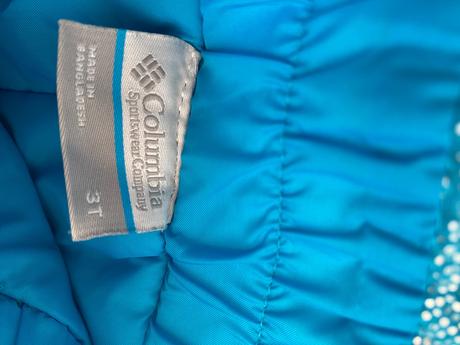 Columbia
Sportswear Company
3T
MADE IN
BANGLADESH